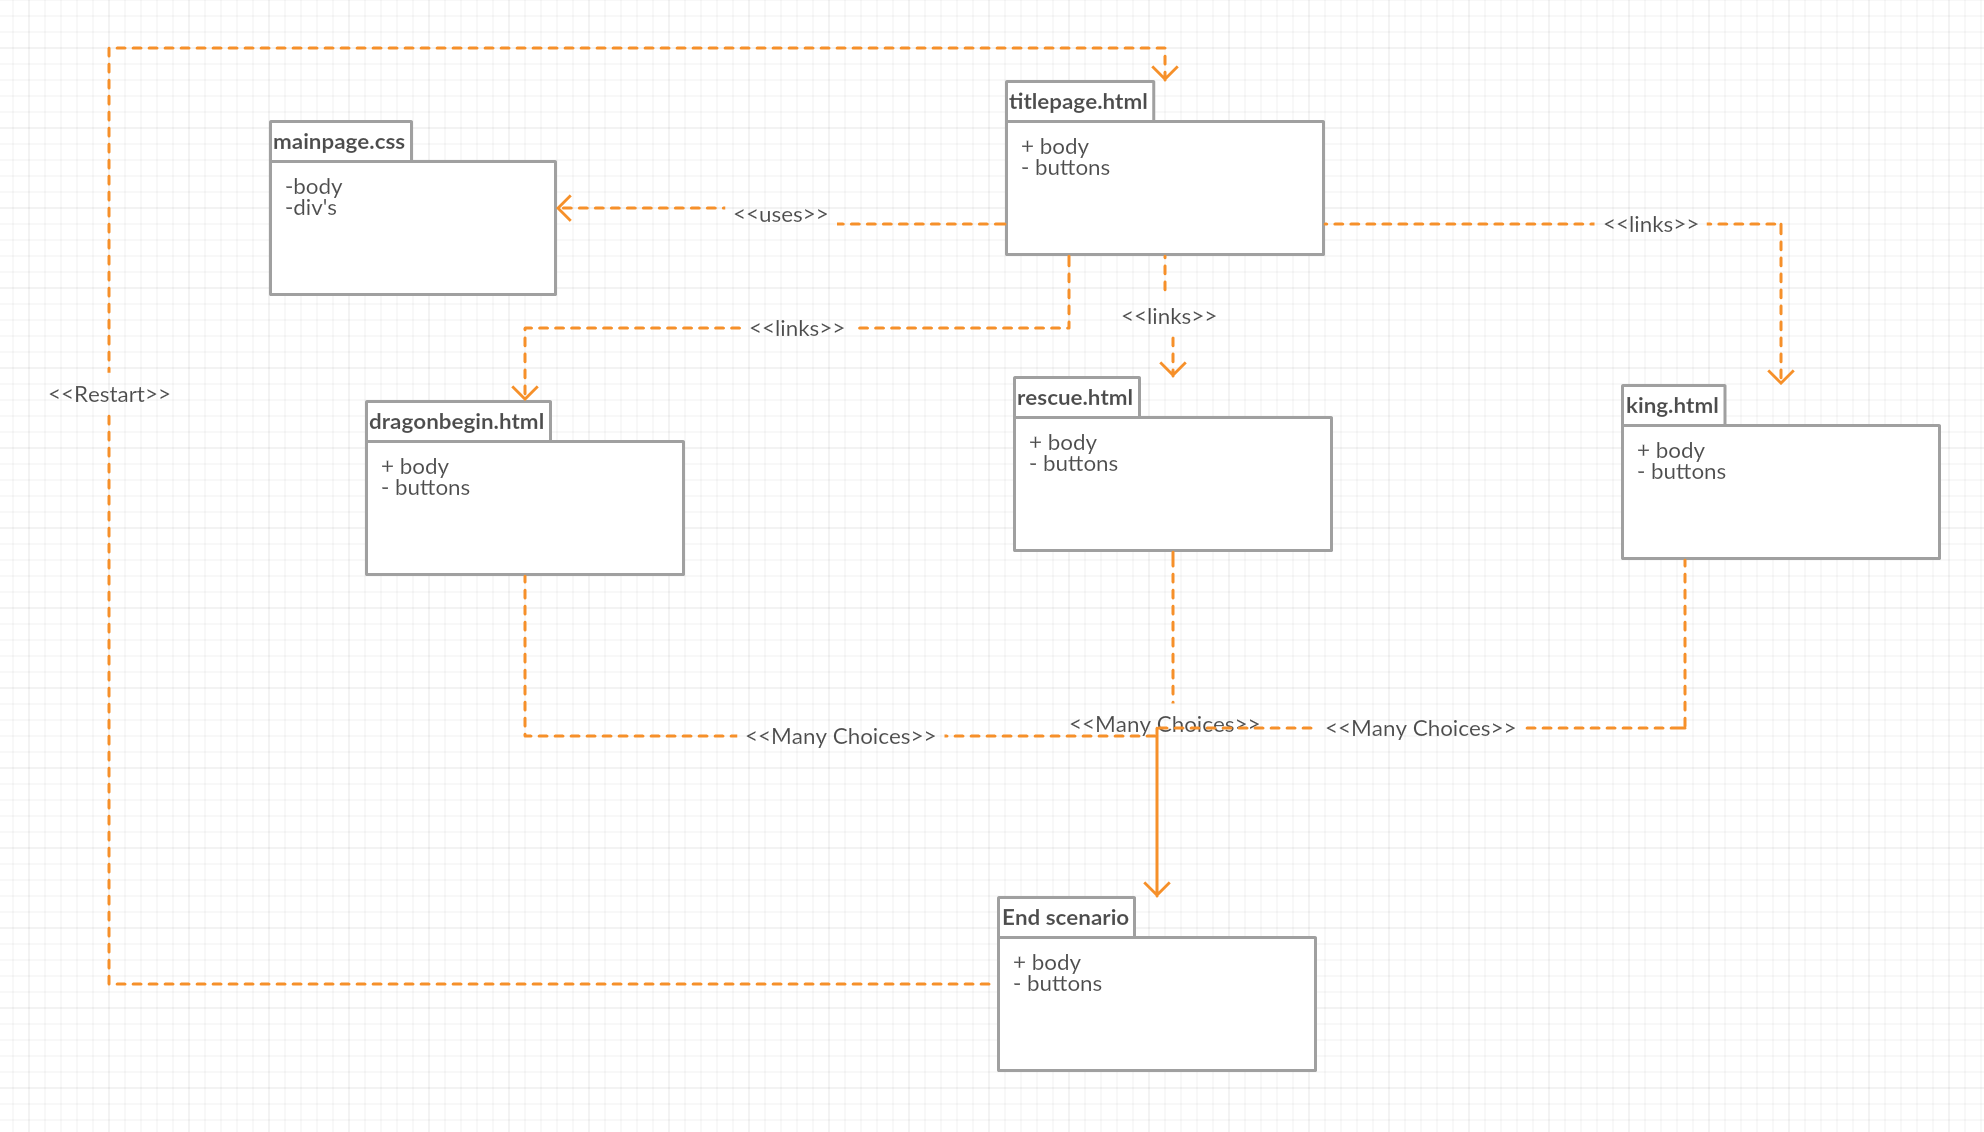 titlepage.html
+ body
- buttons
mainpage.css
-body
-div's
<<uses>>
<<links>>
<<links>>
<<links>>
<<Restart>>
dragonbegin.html
+ body
- buttons
rescue.html
+ body
- buttons
king.html
+ body
- buttons
<<Many Choices>>
<<Many Choices>>
<<Many Choices>>
End scenario
+ body
- buttons